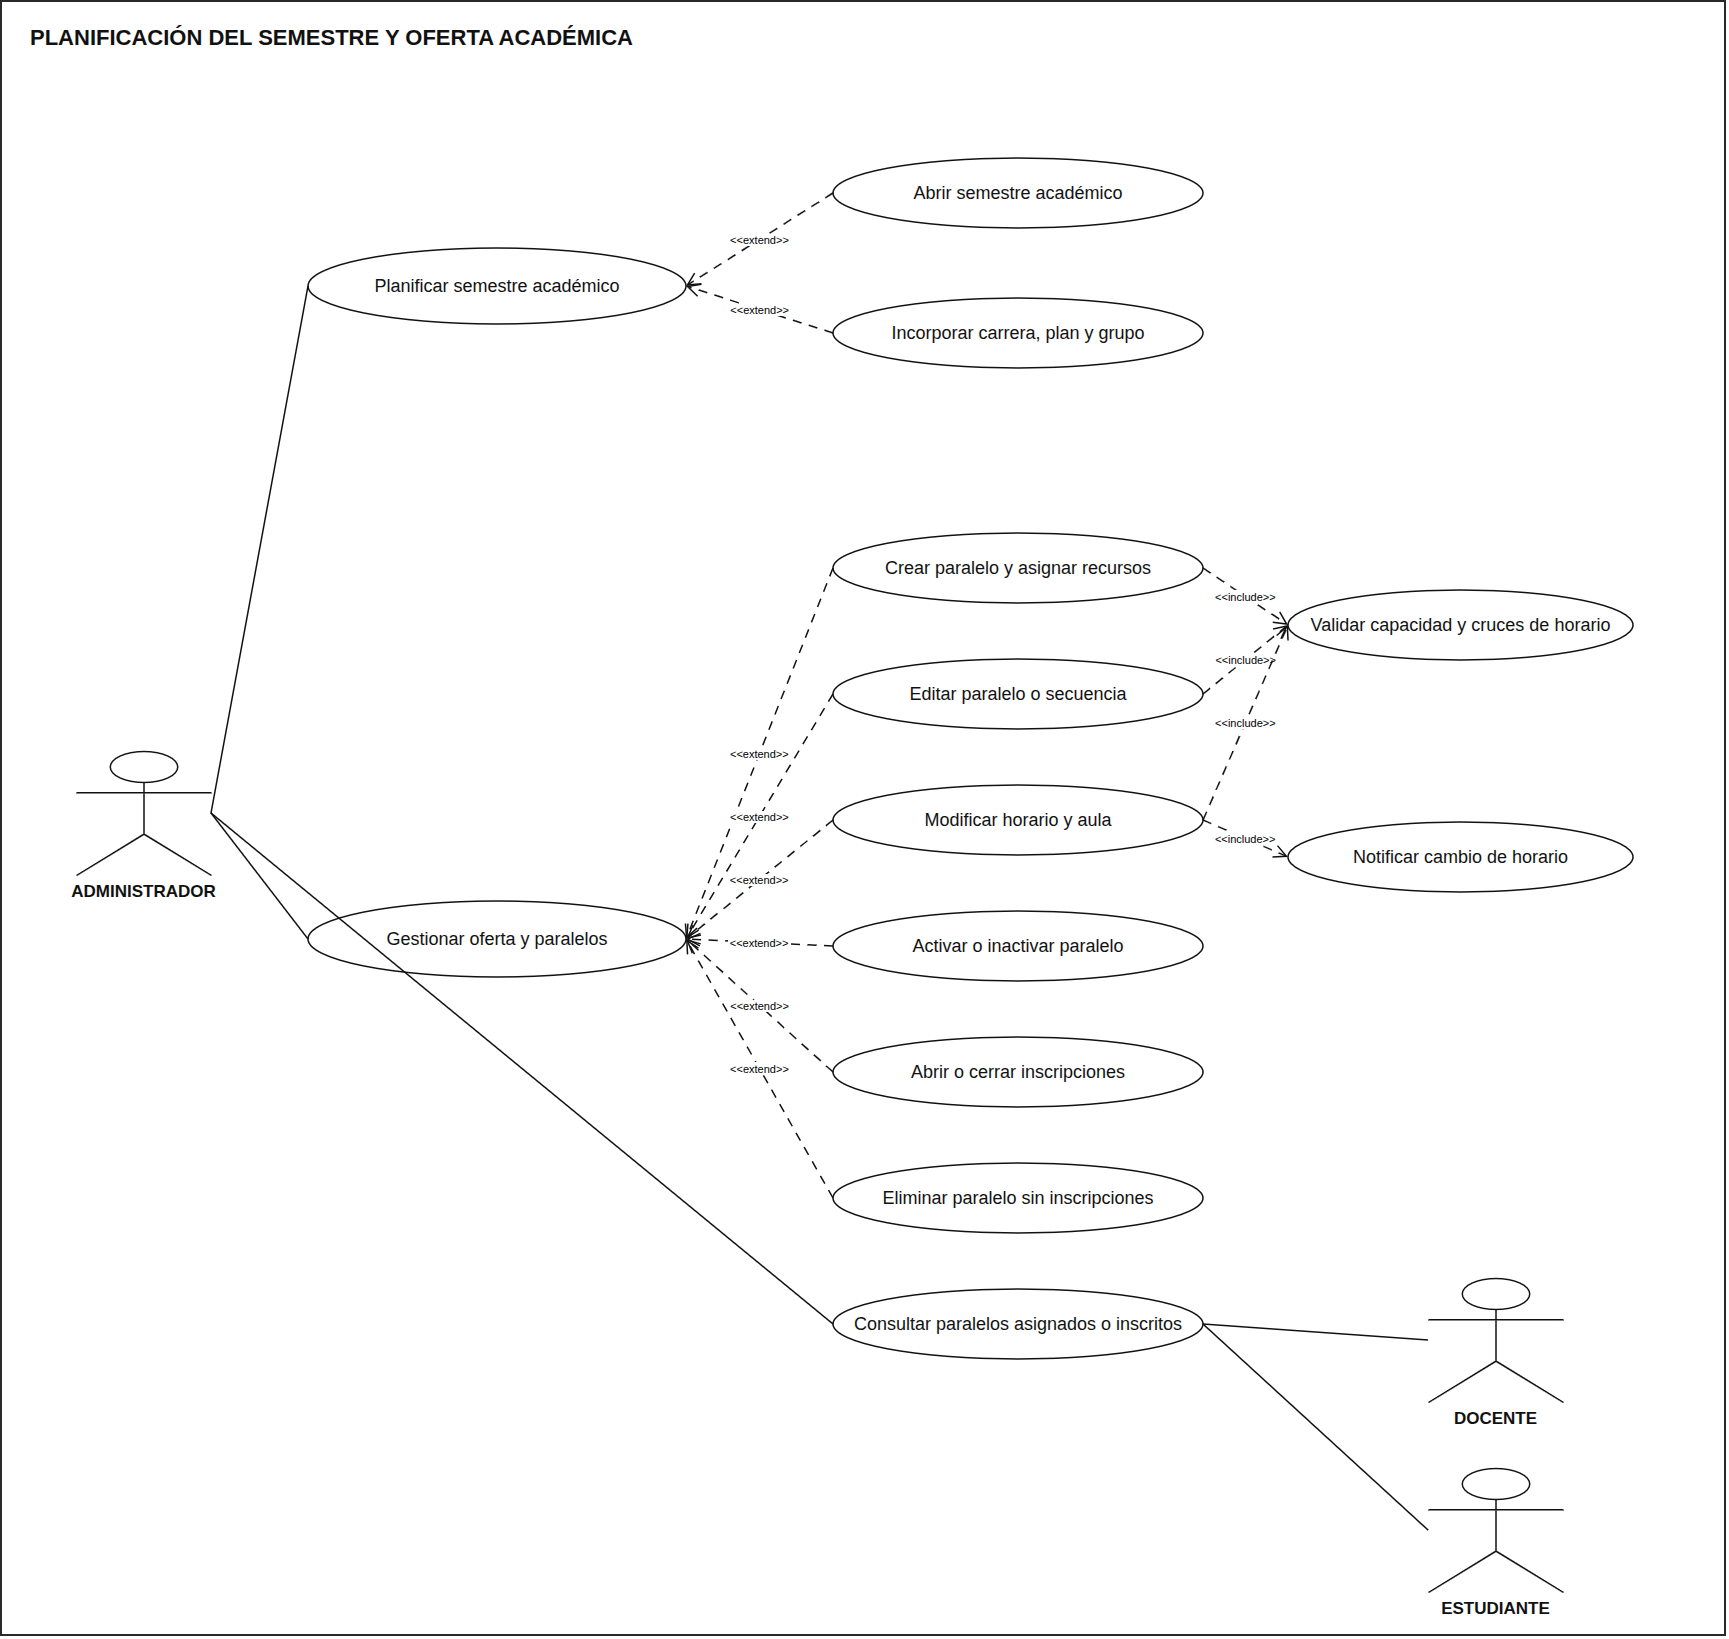 PLANIFICACIÓN DEL SEMESTRE Y OFERTA ACADÉMICA
Abrir semestre académico
<<extend>>
Planificar semestre académico
<<extend>>
Incorporar carrera, plan y grupo
Crear paralelo y asignar recursos
<<include>>
Validar capacidad y cruces de horario
<<include>>
Editar paralelo o secuencia
<<include>>
<<extend>>
<<extend>>
Modificar horario y aula
<<include>>
Notificar cambio de horario
<<extend>>
ADMINISTRADOR
Gestionar oferta y paralelos
<<extend>>
Activar o inactivar paralelo
<<extend>>
<<extend>>
Abrir o cerrar inscripciones
Eliminar paralelo sin inscripciones
Consultar paralelos asignados o inscritos
DOCENTE
ESTUDIANTE